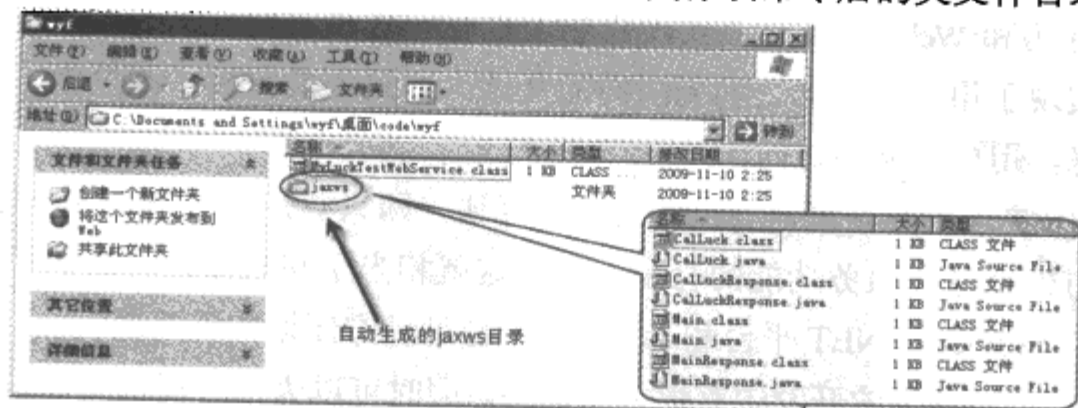 后的类文件目
wyf
文件(F) 编辑(E) 查看(V) 收藏(A) 工具(T) 帮助(H)
后退 搜索 文件夹
地址(D) C:\Documents and Settings\wyf\桌面\code\wyf 转到
名称 大小 类型 修改日期
文件和文件夹任务
MyLuckTestWebService.class 1 KB CLASS 2009-11-10 2:25
jaxws 文件夹 2009-11-10 2:25
创建一个新文件夹
将这个文件夹发布到
Web
共享此文件夹
其它位置
详细信息
自动生成的jaxws目录
名称 大小 类型
CalLuck.class 1 KB CLASS 文件
CalLuck.java 1 KB Java Source File
CalLuckResponse.class 1 KB CLASS 文件
CalLuckResponse.java 1 KB Java Source File
Main.class 1 KB CLASS 文件
Main.java 1 KB Java Source File
MainResponse.class 1 KB CLASS 文件
MainResponse.java 1 KB Java Source File